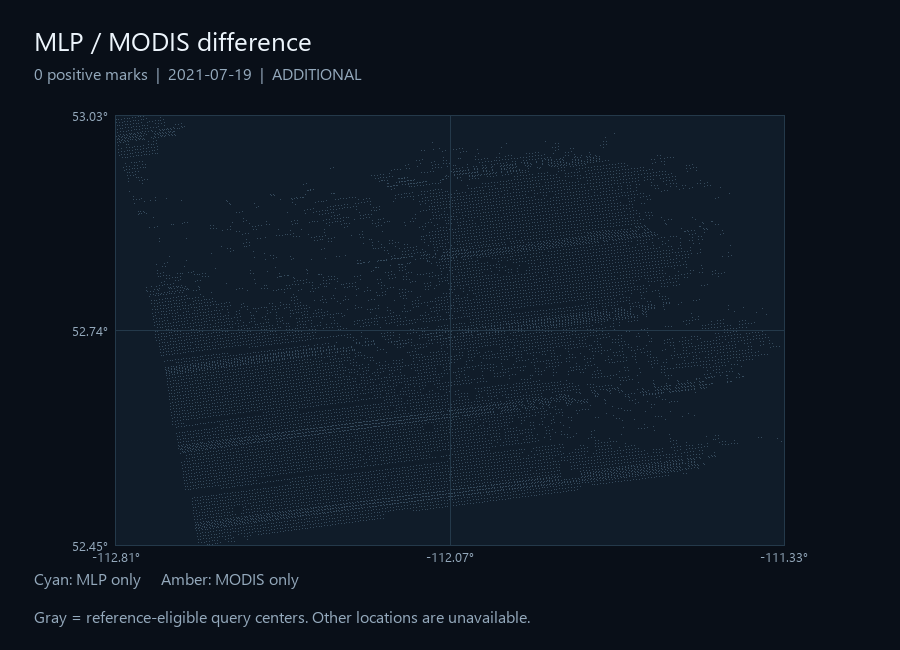 MLP / MODIS difference
0 positive marks | 2021-07-19 | ADDITIONAL
53.03°
52.74°
52.45°
-112.81° -112.07° -111.33°
Cyan: MLP only Amber: MODIS only
Gray = reference-eligible query centers. Other locations are unavailable.